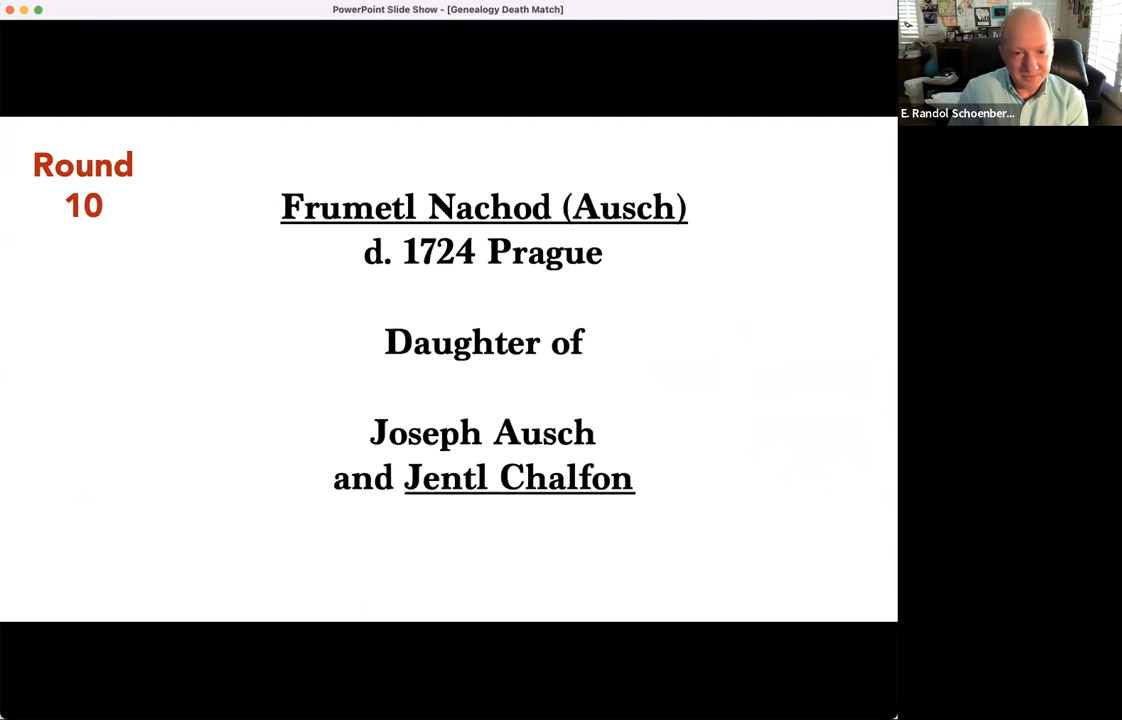 PowerPoint Slide Show - [Genealogy Death Match]
E. Randol Schoenber...
Round
10
Frumetl Nachod (Ausch)
d. 1724 Prague
Daughter of
Joseph Ausch
and Jentl Chalfon